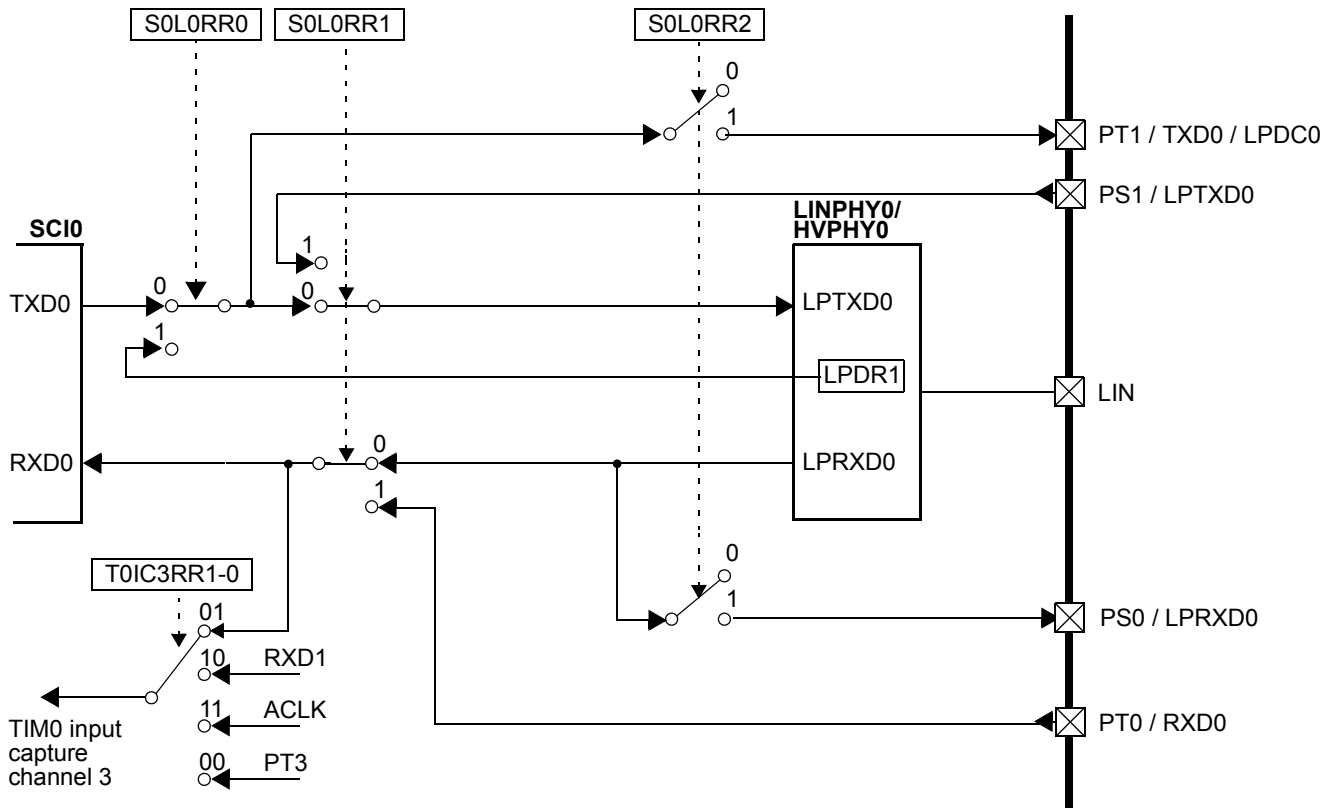 S0L0RR0
S0L0RR1
S0L0RR2
0
1
PT1 / TXD0 / LPDC0
PS1 / LPTXD0
SCI0
LINPHY0/
HVPHY0
1
0
0
TXD0
LPTXD0
1
LPDR1
LIN
0
RXD0
LPRXD0
1
0
T0IC3RR1-0
1
01
PS0 / LPRXD0
10
RXD1
11
ACLK
PT0 / RXD0
TIM0 input
capture
channel 3
00
PT3